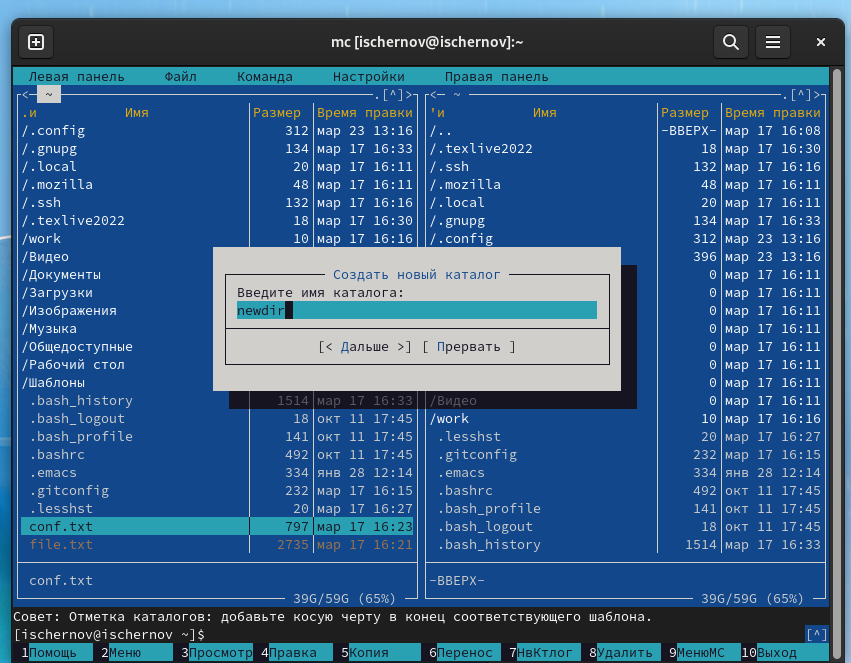 mc [ischernov@ischernov]:~
Левая панель Файл Команда Настройки Правая панель
<─ ~ .[^]> <─ ~ .[^]>
.и Имя Размер Время правки 'и Имя Размер Время правки
/.config 312 мар 23 13:16 /.. -ВВЕРХ- мар 17 16:08
/.gnupg 134 мар 17 16:33 /.texlive2022 18 мар 17 16:30
/.local 20 мар 17 16:11 /.ssh 132 мар 17 16:16
/.mozilla 48 мар 17 16:11 /.mozilla 48 мар 17 16:11
/.ssh 132 мар 17 16:16 /.local 20 мар 17 16:11
/.texlive2022 18 мар 17 16:30 /.gnupg 134 мар 17 16:33
/work 10 мар 17 16:16 /.config 312 мар 23 13:16
/Видео 396 мар 23 13:16
/Документы Создать новый каталог 0 мар 17 16:11
/Загрузки Введите имя каталога: 0 мар 17 16:11
/Изображения newdir 0 мар 17 16:11
/Музыка 0 мар 17 16:11
/Общедоступные [< Дальше >] [ Прервать ] 0 мар 17 16:11
/Рабочий стол 0 мар 17 16:11
/Шаблоны 0 мар 17 16:11
.bash_history 1514 мар 17 16:33 /Видео 0 мар 17 16:11
.bash_logout 18 окт 11 17:45 /work 10 мар 17 16:16
.bash_profile 141 окт 11 17:45 .lesshst 20 мар 17 16:27
.bashrc 492 окт 11 17:45 .gitconfig 232 мар 17 16:15
.emacs 334 янв 28 12:14 .emacs 334 янв 28 12:14
.gitconfig 232 мар 17 16:15 .bashrc 492 окт 11 17:45
.lesshst 20 мар 17 16:27 .bash_profile 141 окт 11 17:45
conf.txt 797 мар 17 16:23 .bash_logout 18 окт 11 17:45
file.txt 2735 мар 17 16:21 .bash_history 1514 мар 17 16:33
conf.txt -ВВЕРХ-
39G/59G (65%) 39G/59G (65%)
Совет: Отметка каталогов: добавьте косую черту в конец соответствующего шаблона.
[ischernov@ischernov ~]$ [^]
1Помощь 2Меню 3Просмотр 4Правка 5Копия 6Перенос 7НвКтлог 8Удалить 9МенюМС 10Выход